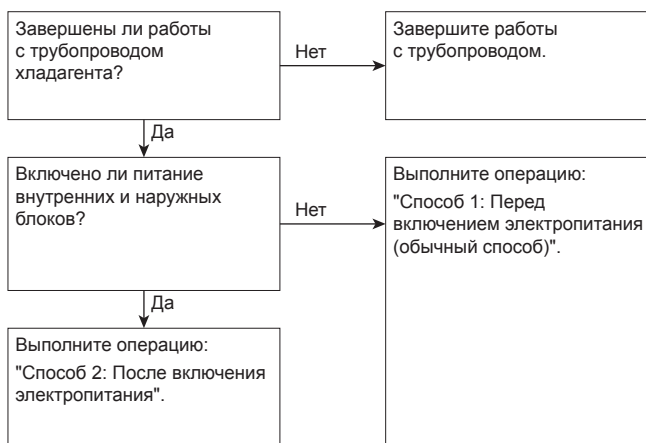 Завершены ли работы
с трубопроводом
хладагента?
Нет
Завершите работы
с трубопроводом.
Да
Включено ли питание
внутренних и наружных
блоков?
Нет
Выполните операцию:
"Способ 1: Перед
включением электропитания
(обычный способ)".
Да
Выполните операцию:
"Способ 2: После включения
электропитания".